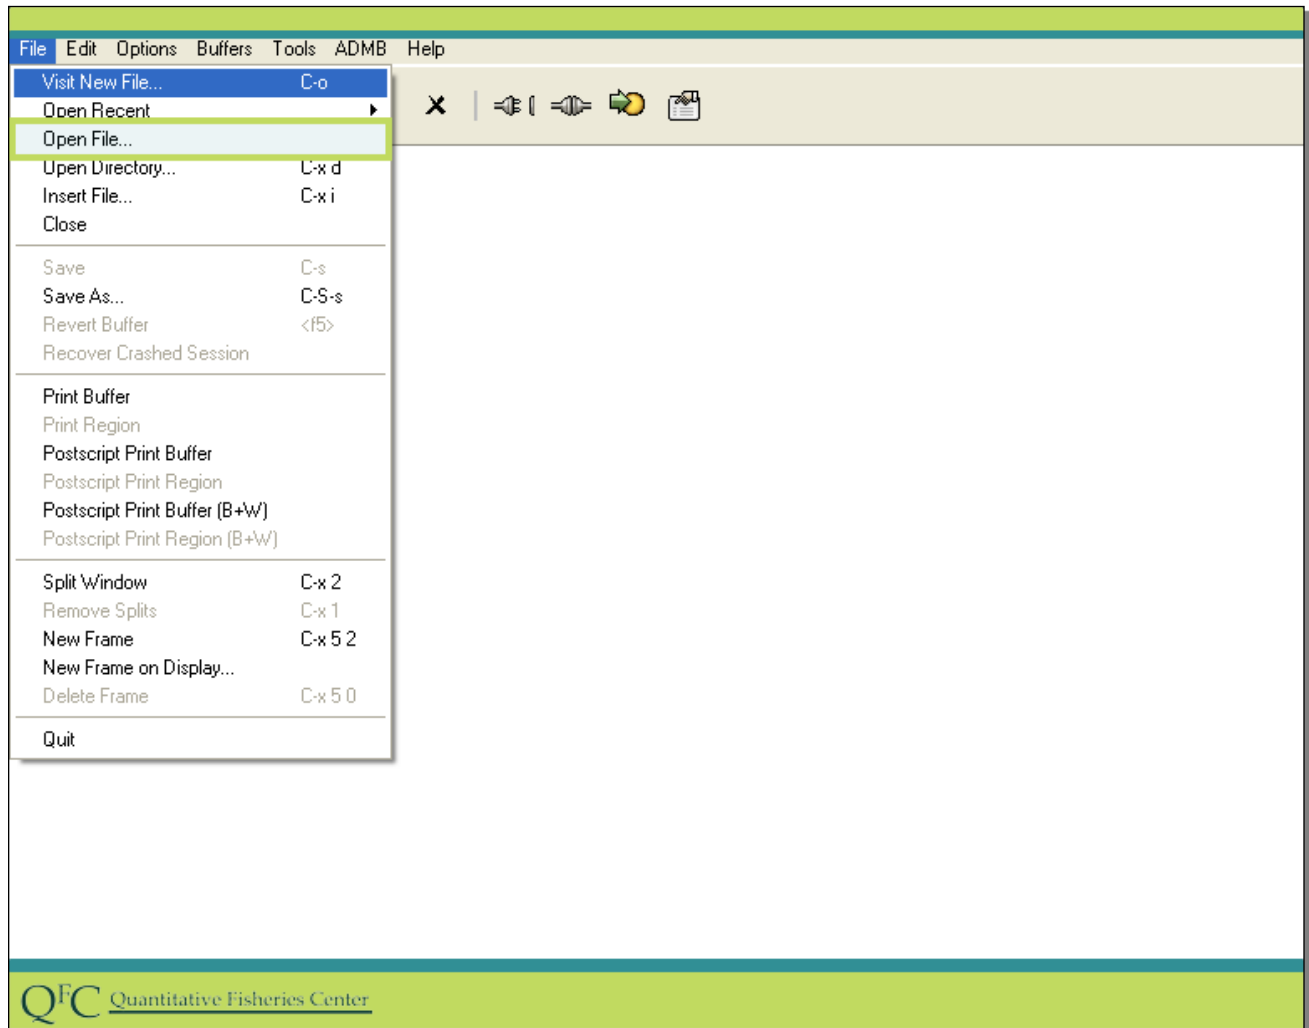 File Edit Options Buffers Tools ADMB Help
Visit New File... C-o
Open Recent
Open File...
Open Directory... C-x d
Insert File... C-x i
Close
Save C-s
Save As... C-S-s
Revert Buffer <f5>
Recover Crashed Session
Print Buffer
Print Region
Postscript Print Buffer
Postscript Print Region
Postscript Print Buffer (B+W)
Postscript Print Region (B+W)
Split Window C-x 2
Remove Splits C-x 1
New Frame C-x 5 2
New Frame on Display...
Delete Frame C-x 5 0
Quit
QFC Quantitative Fisheries Center